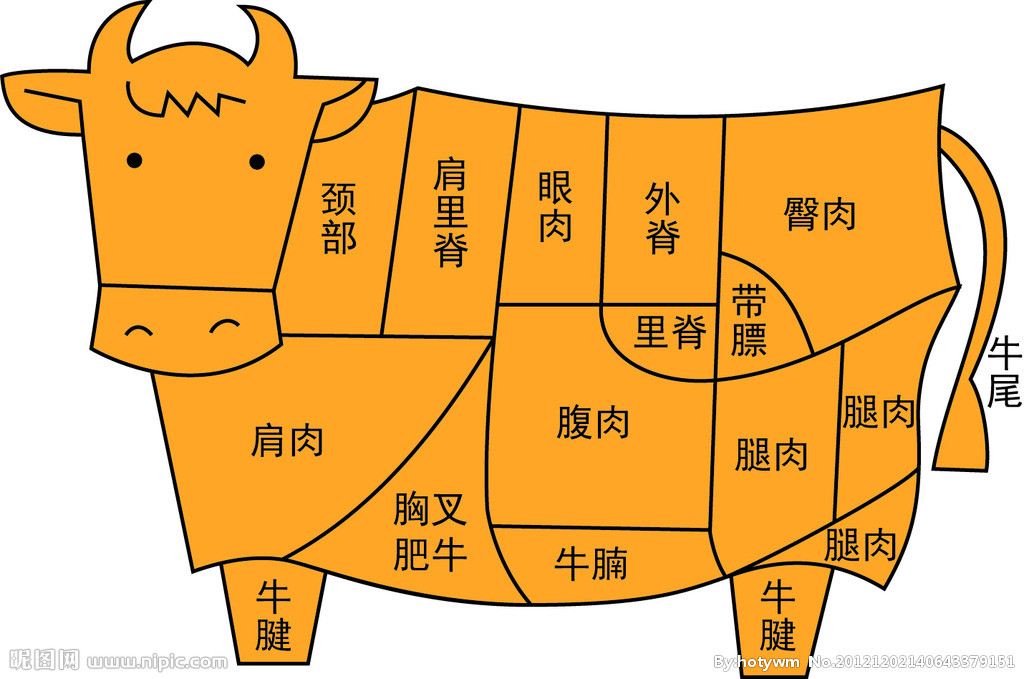 颈
部
肩
里
脊
眼
肉
外
脊
臀肉
里脊
带
膘
牛
尾
肩肉
腹肉
腿肉
腿肉
胸叉
肥牛
牛腩
腿肉
牛
腱
牛
腱
昵图网 www.nipic.com
By:hotywm No.20121202140643379151